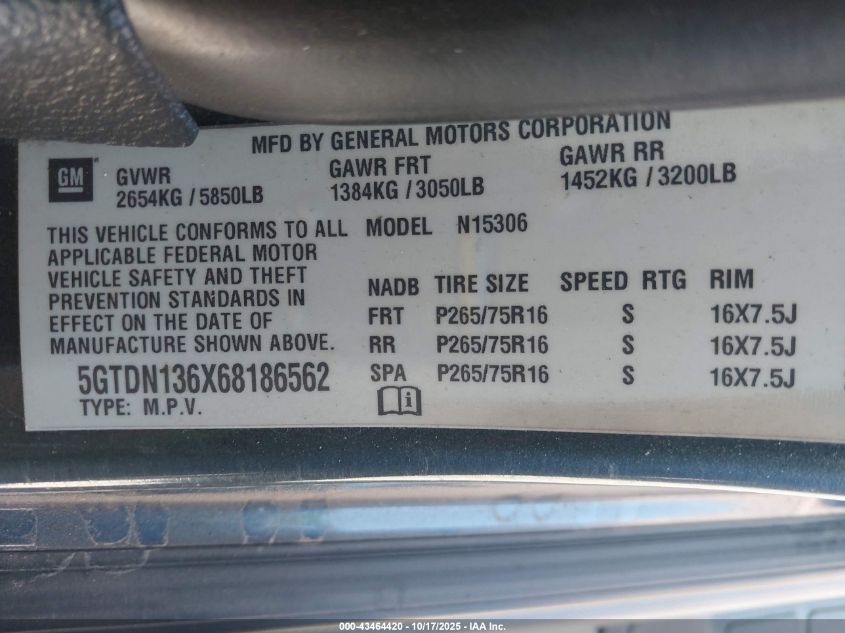 MFD BY GENERAL MOTORS CORPORATION
GM
GVWR GAWR FRT GAWR RR
2654KG / 5850LB 1384KG / 3050LB 1452KG / 3200LB
THIS VEHICLE CONFORMS TO ALL
APPLICABLE FEDERAL MOTOR
VEHICLE SAFETY AND THEFT
PREVENTION STANDARDS IN
EFFECT ON THE DATE OF
MANUFACTURE SHOWN ABOVE.
5GTDN136X68186562
TYPE: M.P.V.
MODEL N15306
NADB TIRE SIZE SPEED RTG RIM
FRT P265/75R16 S 16X7.5J
RR P265/75R16 S 16X7.5J
SPA P265/75R16 S 16X7.5J
i
000-43464420 - 10/17/2025 - IAA Inc.